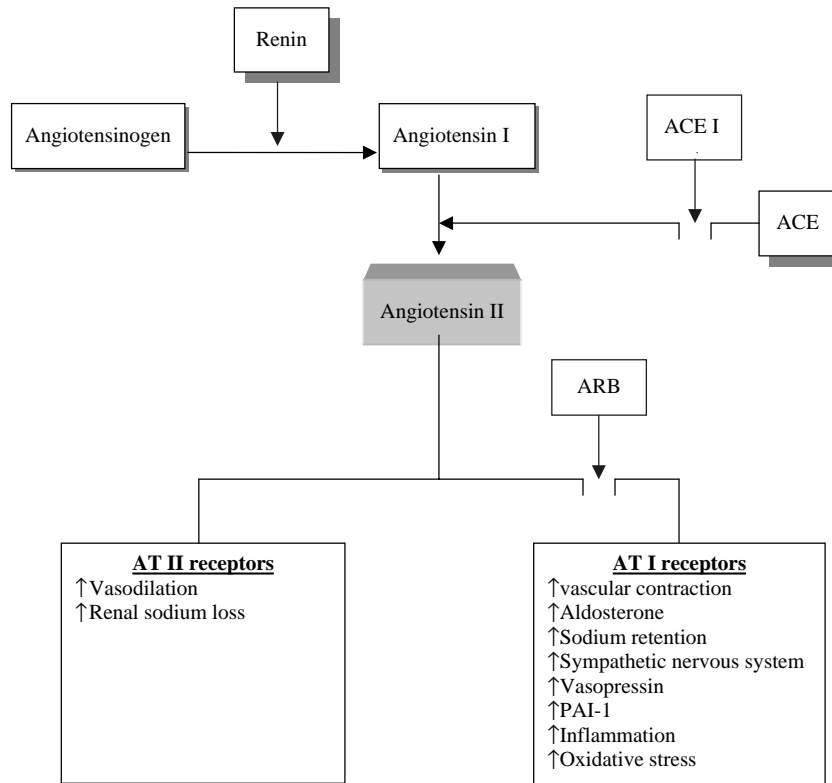 Renin
Angiotensinogen
Angiotensin I
ACE I
ACE
Angiotensin II
ARB
AT II receptors
↑Vasodilation
↑Renal sodium loss
AT I receptors
↑vascular contraction
↑Aldosterone
↑Sodium retention
↑Sympathetic nervous system
↑Vasopressin
↑PAI-1
↑Inflammation
↑Oxidative stress